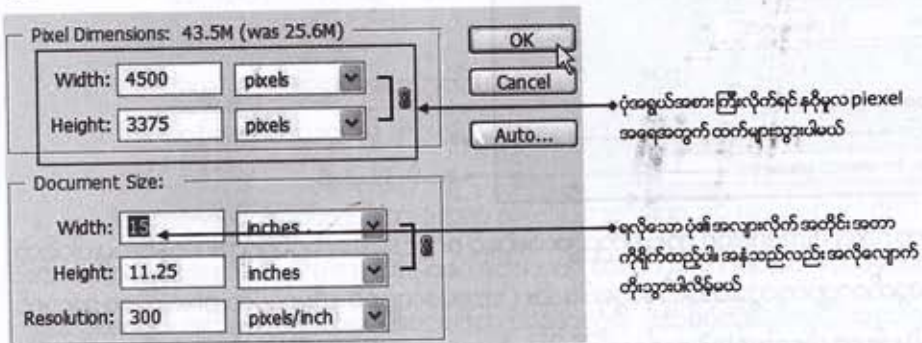 Pixel Dimensions: 43.5M (was 25.6M)
Width: 4500 pixels
Height: 3375 pixels
OK
Cancel
Auto...
ပုံအရွယ်အစား ကြီးလိုက်ရင် နဂိုမူလ piexel
အရေအတွက် ထက်များသွားပါမယ်
Document Size:
Width: 15 inches
Height: 11.25 inches
Resolution: 300 pixels/inch
ရလိုသော ပုံ၏ အလျားလိုက် အတိုင်းအတာ
ကိုရိုက်ထည့်ပါ။ အနံသည်လည်း အလိုလျောက်
တိုးသွားပါလိမ့်မယ်